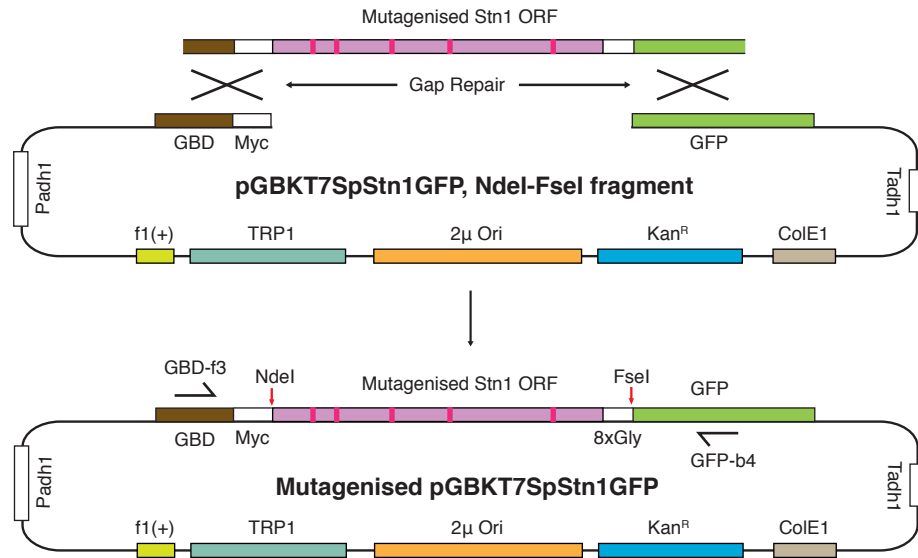 Mutagenised Stn1 ORF
Gap Repair
GBD Myc GFP
Padh1
Tadh1
pGBKT7SpStn1GFP, NdeI-FseI fragment
f1(+) TRP1 2μ Ori Kanᴿ ColE1
GBD-f3 NdeI Mutagenised Stn1 ORF FseI GFP
GBD Myc 8xGly GFP-b4
Padh1
Tadh1
Mutagenised pGBKT7SpStn1GFP
f1(+) TRP1 2μ Ori Kanᴿ ColE1